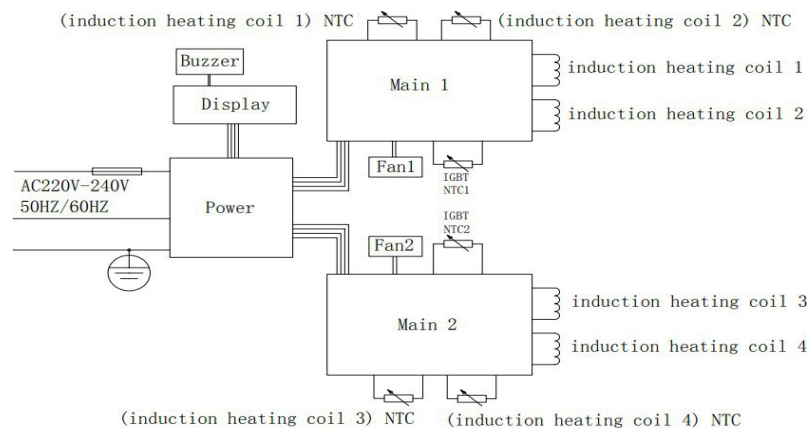 (induction heating coil 1) NTC
(induction heating coil 2) NTC
Buzzer
Display
Main 1
induction heating coil 1
induction heating coil 2
Fan1
IGBT
NTC1
AC220V-240V
50HZ/60HZ
Power
IGBT
NTC2
Fan2
Main 2
induction heating coil 3
induction heating coil 4
(induction heating coil 3) NTC
(induction heating coil 4) NTC